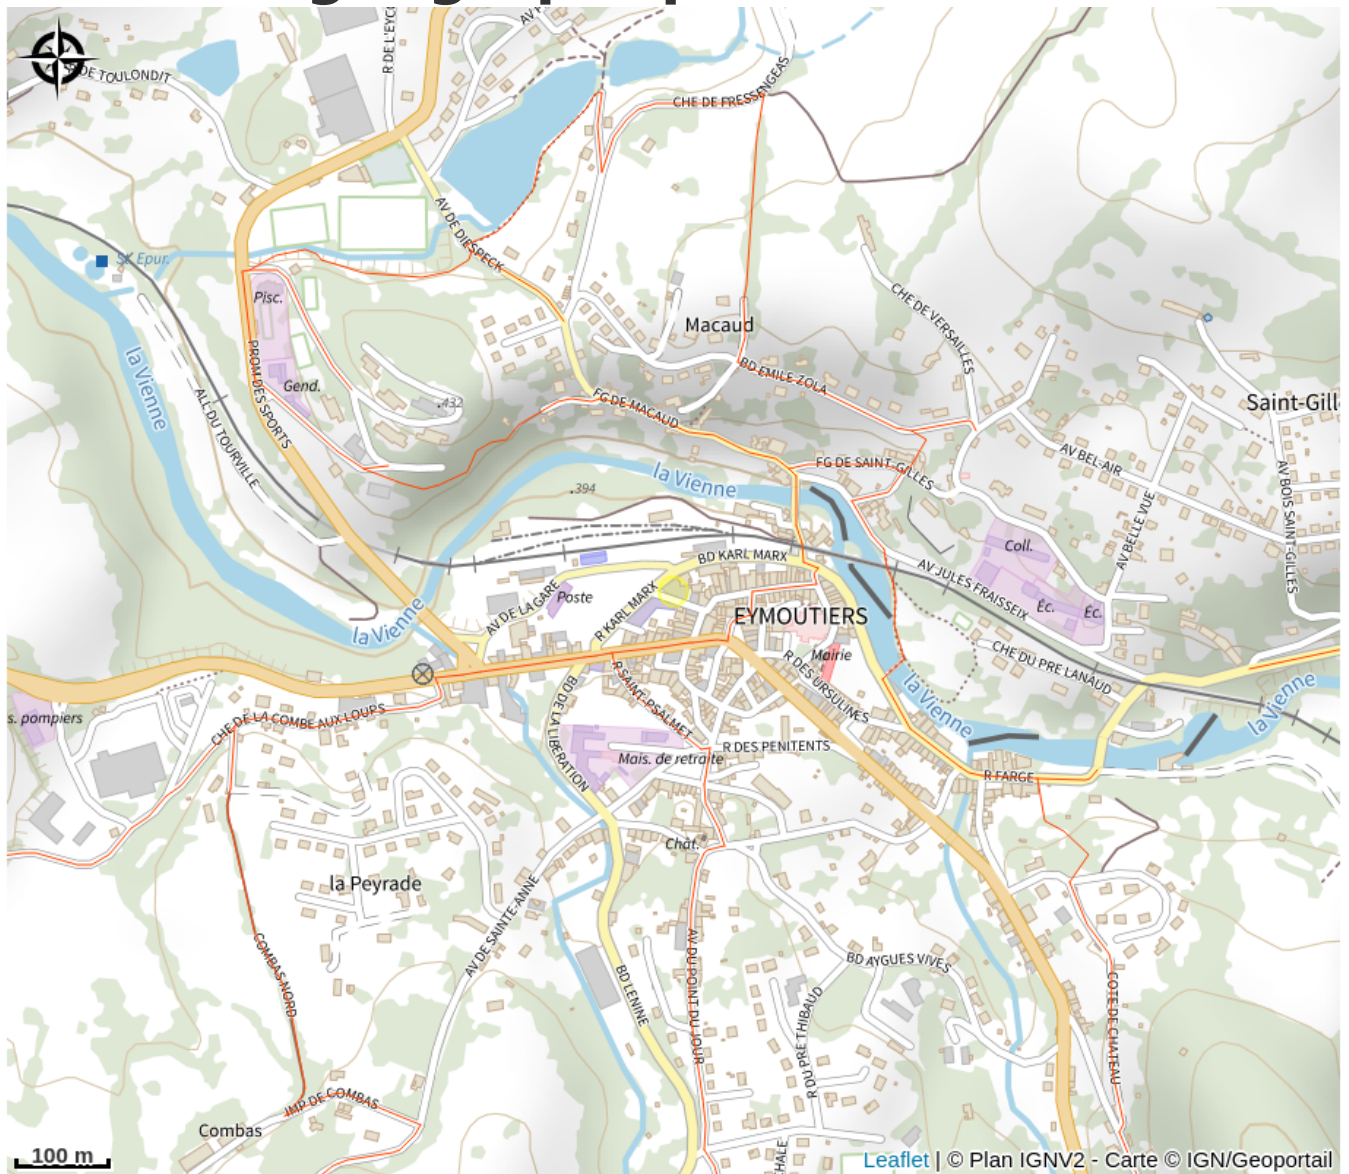 R DE L'EYC
DE TOULONDIT
CHE DE FRESSENGEAS
AV DE DIESPECK
St. Epur.
Pisc.
CHE DE VERSAILLES
Macaud
la Vienne
PROM DES SPORTS
Gend.
BD EMILE ZOLA
ALL DU TOURVILLE
.432
FG DE MACAUD
Saint-Gill
AV BEL-AIR
FG DE SAINT-GILLES
la Vienne
.394
AV BELLE VUE
AV BOIS SAINT-GILLES
Coll.
BD KARL MARX
AV JULES FRAISSEIX
AV DE LA GARE
Poste
R KARL MARX
Éc.
Éc.
EYMOUTIERS
la Vienne
Mairie
CHE DU PRE LANAUD
R SAINT-PSALMET
R DES URSULINES
la Vienne
la Vienne
s. pompiers
CHE DE LA COMBE AUX LOUPS
BD DE LA LIBERATION
R DES PENITENTS
Mais. de retraite
R FARGE
Chât.
la Peyrade
AV DE SAINTE-ANNE
COMBAS NORD
AV DU POINT DU JOUR
BD AYGUES VIVES
BD LENINE
R DU PRE THIBAUD
COTE DE CHATEAU
IMP DE COMBAS
Combas
HALE
100 m
Leaflet | © Plan IGNV2 - Carte © IGN/Geoportail